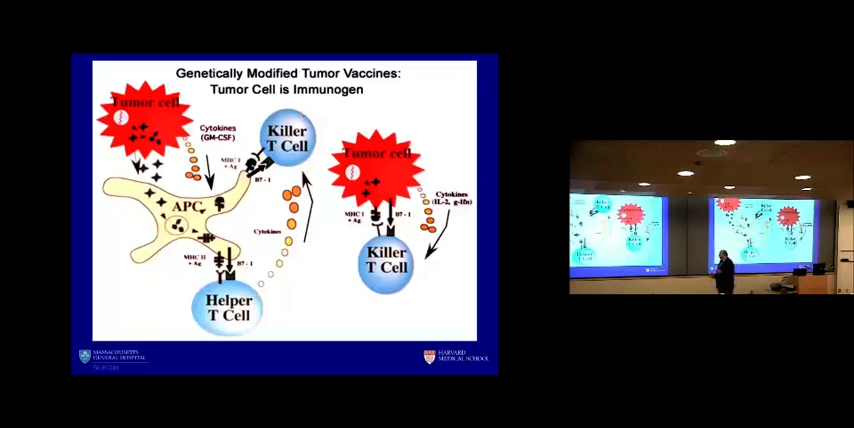 Genetically Modified Tumor Vaccines:
Tumor Cell is Immunogen
Tumor cell
Cytokines
(GM-CSF)
Killer
T Cell
MHC I
+ Ag
B7 - 1
APC
Cytokines
MHC II
+ Ag
B7 - 1
Helper
T Cell
Tumor cell
Cytokines
(IL-2, g-Ifn)
MHC I
+ Ag
B7 - 1
Killer
T Cell
MASSACHUSETTS
GENERAL HOSPITAL
HARVARD
MEDICAL SCHOOL